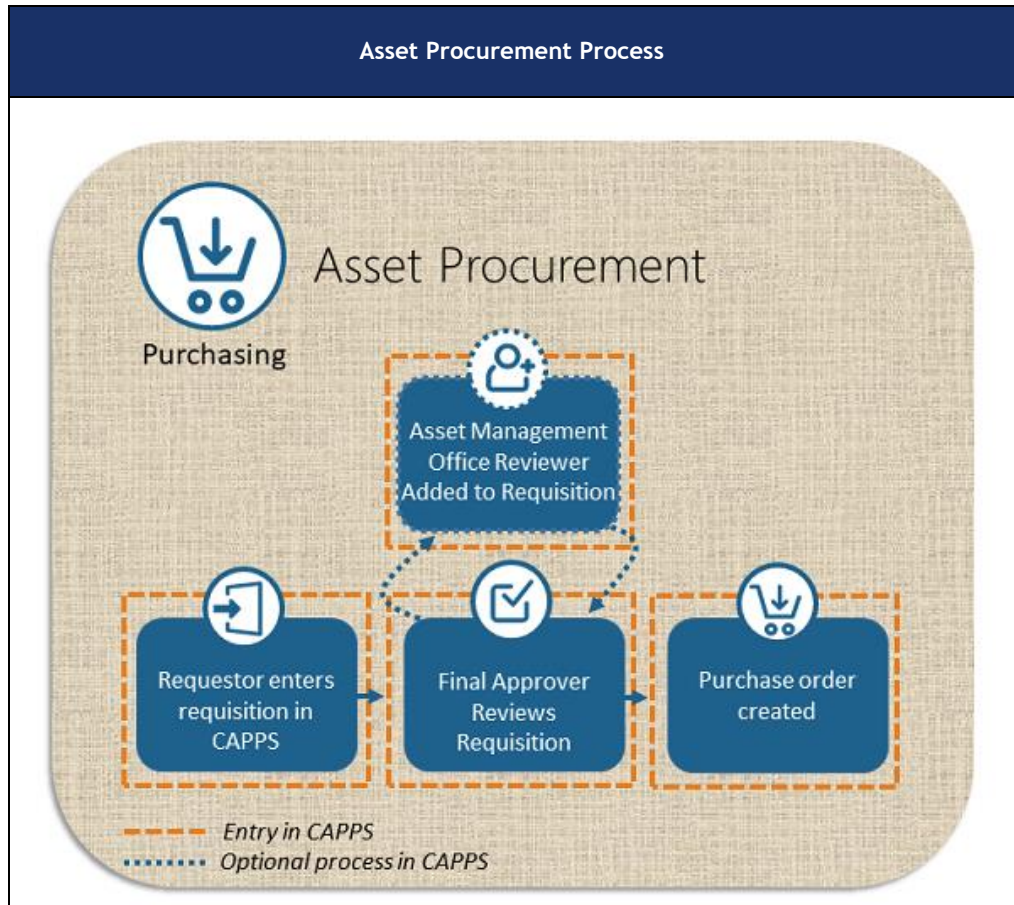 Asset Procurement Process
Asset Procurement
Purchasing
Asset Management
Office Reviewer
Added to Requisition
Requestor enters
requisition in
CAPPS
Final Approver
Reviews
Requisition
Purchase order
created
Entry in CAPPS
Optional process in CAPPS